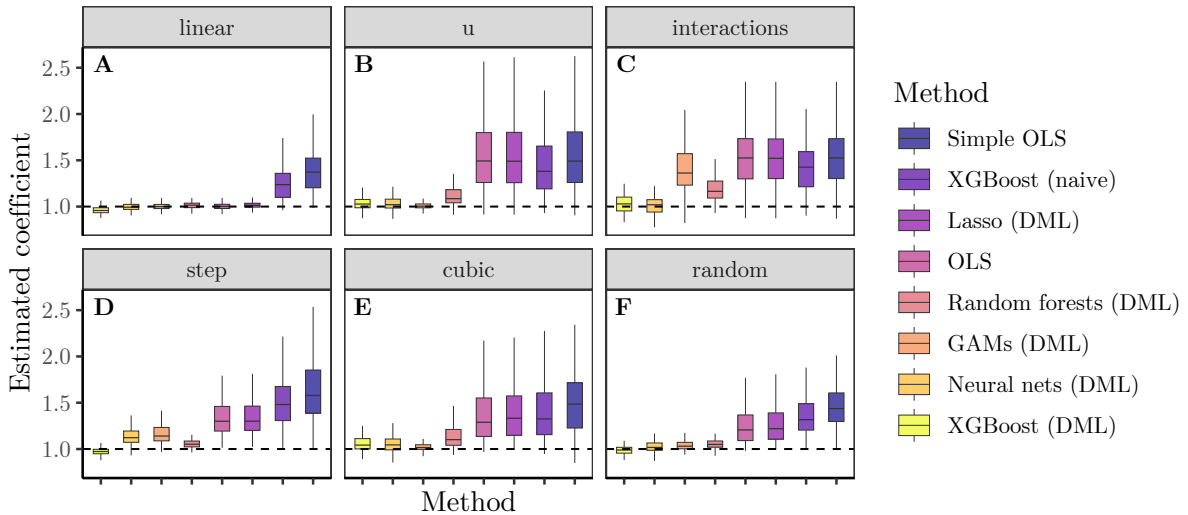 linear
u
interactions
A
B
C
2.5
2.0
1.5
1.0
step
cubic
random
D
E
F
2.5
2.0
1.5
1.0
Estimated coefficient
Method
Method
Simple OLS
XGBoost (naive)
Lasso (DML)
OLS
Random forests (DML)
GAMs (DML)
Neural nets (DML)
XGBoost (DML)